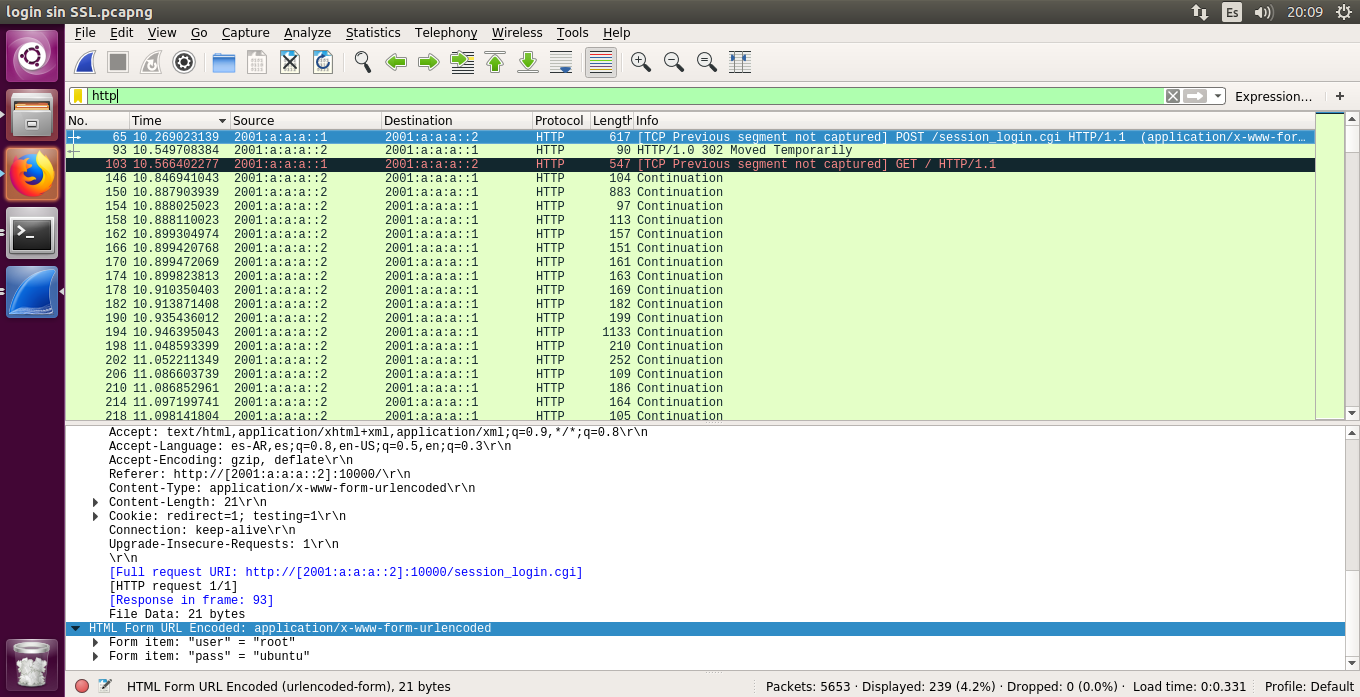 login sin SSL.pcapng Es 20:09
File Edit View Go Capture Analyze Statistics Telephony Wireless Tools Help
http Expression… +
No. Time Source Destination Protocol Length Info
65 10.269023139 2001:a:a:a::1 2001:a:a:a::2 HTTP 617 [TCP Previous segment not captured] POST /session_login.cgi HTTP/1.1 (application/x-www-for…
93 10.549708384 2001:a:a:a::2 2001:a:a:a::1 HTTP 90 HTTP/1.0 302 Moved Temporarily
103 10.566402277 2001:a:a:a::1 2001:a:a:a::2 HTTP 547 [TCP Previous segment not captured] GET / HTTP/1.1
146 10.846941043 2001:a:a:a::2 2001:a:a:a::1 HTTP 104 Continuation
150 10.887903939 2001:a:a:a::2 2001:a:a:a::1 HTTP 883 Continuation
154 10.888025023 2001:a:a:a::2 2001:a:a:a::1 HTTP 97 Continuation
158 10.888110023 2001:a:a:a::2 2001:a:a:a::1 HTTP 113 Continuation
162 10.899304974 2001:a:a:a::2 2001:a:a:a::1 HTTP 157 Continuation
166 10.899420768 2001:a:a:a::2 2001:a:a:a::1 HTTP 151 Continuation
170 10.899472069 2001:a:a:a::2 2001:a:a:a::1 HTTP 161 Continuation
174 10.899823813 2001:a:a:a::2 2001:a:a:a::1 HTTP 163 Continuation
178 10.910350403 2001:a:a:a::2 2001:a:a:a::1 HTTP 169 Continuation
182 10.913871408 2001:a:a:a::2 2001:a:a:a::1 HTTP 182 Continuation
190 10.935436012 2001:a:a:a::2 2001:a:a:a::1 HTTP 199 Continuation
194 10.946395043 2001:a:a:a::2 2001:a:a:a::1 HTTP 1133 Continuation
198 11.048593399 2001:a:a:a::2 2001:a:a:a::1 HTTP 210 Continuation
202 11.052211349 2001:a:a:a::2 2001:a:a:a::1 HTTP 252 Continuation
206 11.086603739 2001:a:a:a::2 2001:a:a:a::1 HTTP 109 Continuation
210 11.086852961 2001:a:a:a::2 2001:a:a:a::1 HTTP 186 Continuation
214 11.097199741 2001:a:a:a::2 2001:a:a:a::1 HTTP 164 Continuation
218 11.098141804 2001:a:a:a::2 2001:a:a:a::1 HTTP 105 Continuation
Accept: text/html,application/xhtml+xml,application/xml;q=0.9,*/*;q=0.8\r\n
Accept-Language: es-AR,es;q=0.8,en-US;q=0.5,en;q=0.3\r\n
Accept-Encoding: gzip, deflate\r\n
Referer: http://[2001:a:a:a::2]:10000/\r\n
Content-Type: application/x-www-form-urlencoded\r\n
Content-Length: 21\r\n
Cookie: redirect=1; testing=1\r\n
Connection: keep-alive\r\n
Upgrade-Insecure-Requests: 1\r\n
\r\n
[Full request URI: http://[2001:a:a:a::2]:10000/session_login.cgi]
[HTTP request 1/1]
[Response in frame: 93]
File Data: 21 bytes
HTML Form URL Encoded: application/x-www-form-urlencoded
Form item: "user" = "root"
Form item: "pass" = "ubuntu"
HTML Form URL Encoded (urlencoded-form), 21 bytes Packets: 5653 · Displayed: 239 (4.2%) · Dropped: 0 (0.0%) · Load time: 0:0.331 Profile: Default